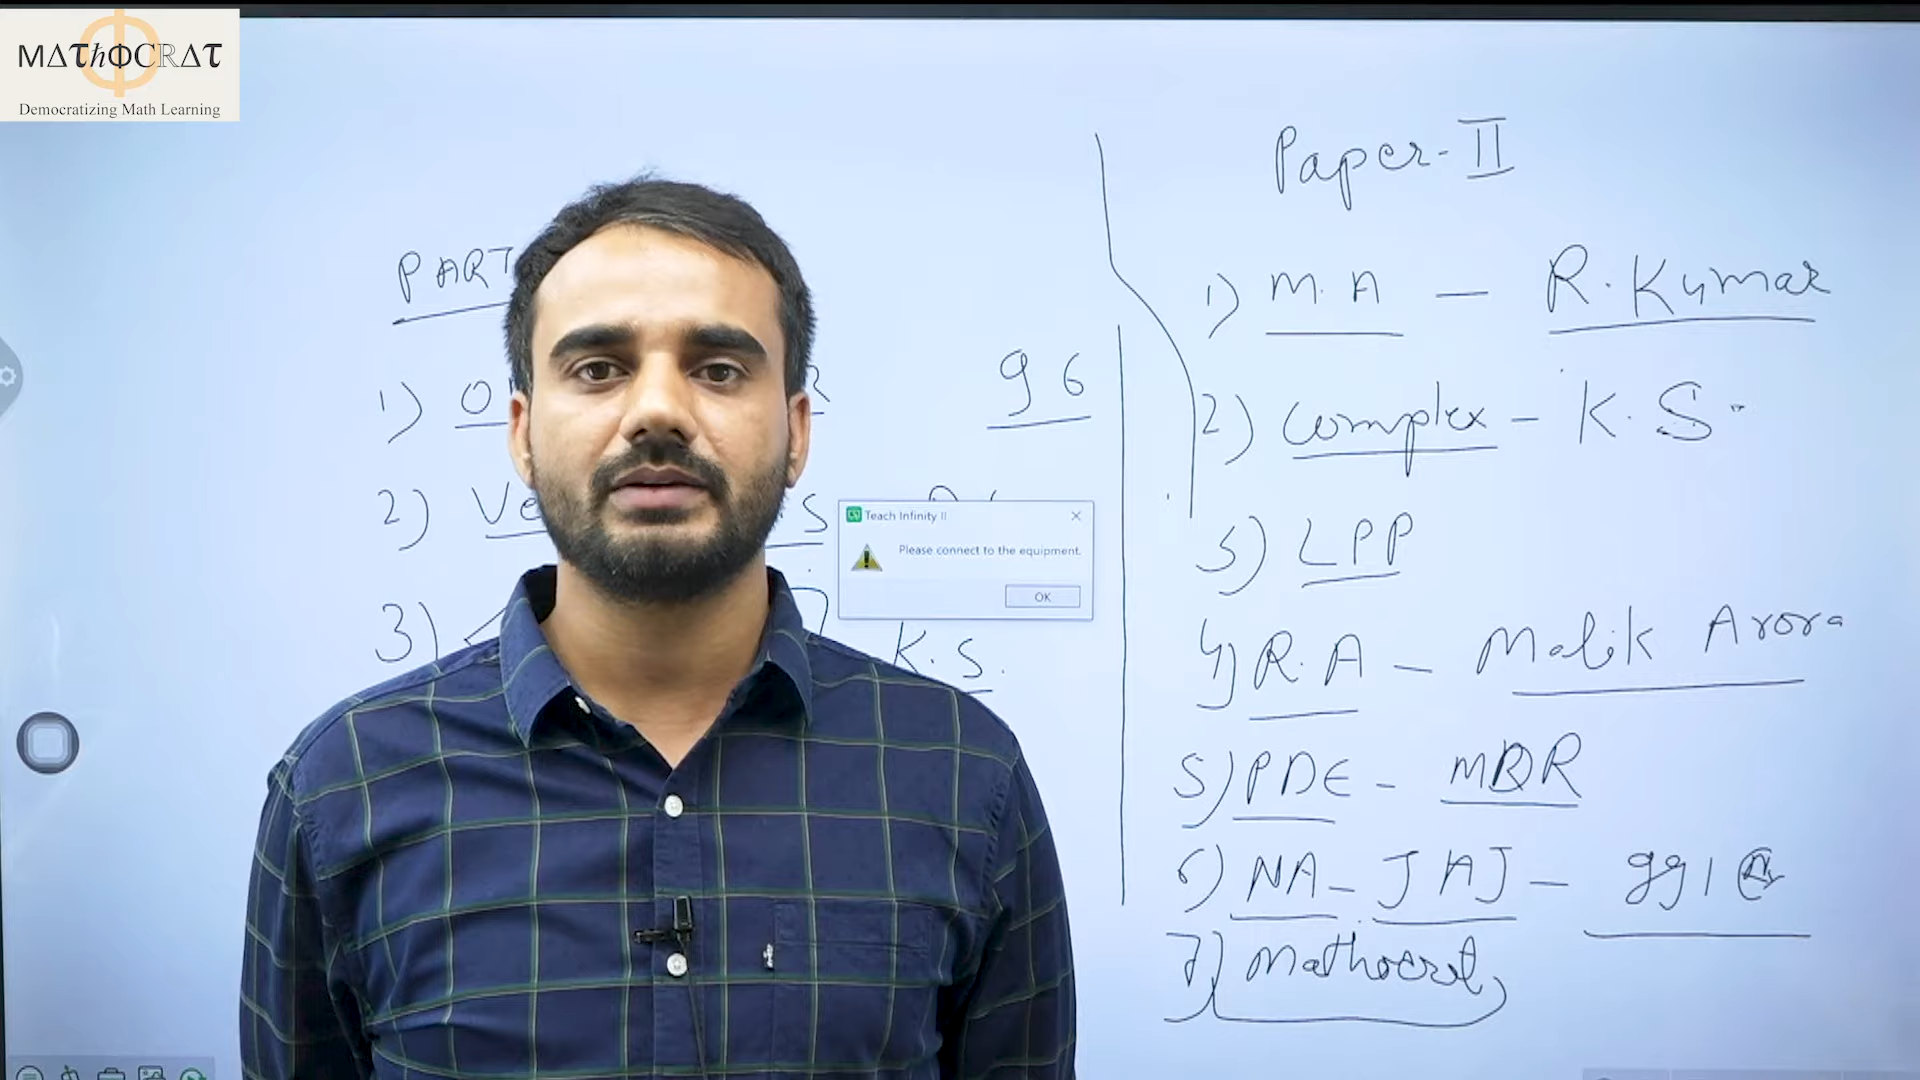 MATHOCRAT
Democratizing Math Learning
PART
1)
96
2) Ve S
3)
K.S.
Teach Infinity II
Please connect to the equipment.
OK
Paper-II
1) M.A — R.Kumar
2) Complex - K.S.
3) LPP
4) R.A - Malik Arora
5) PDE - MDR
6) NA - JAJ -
7) Mathocrat